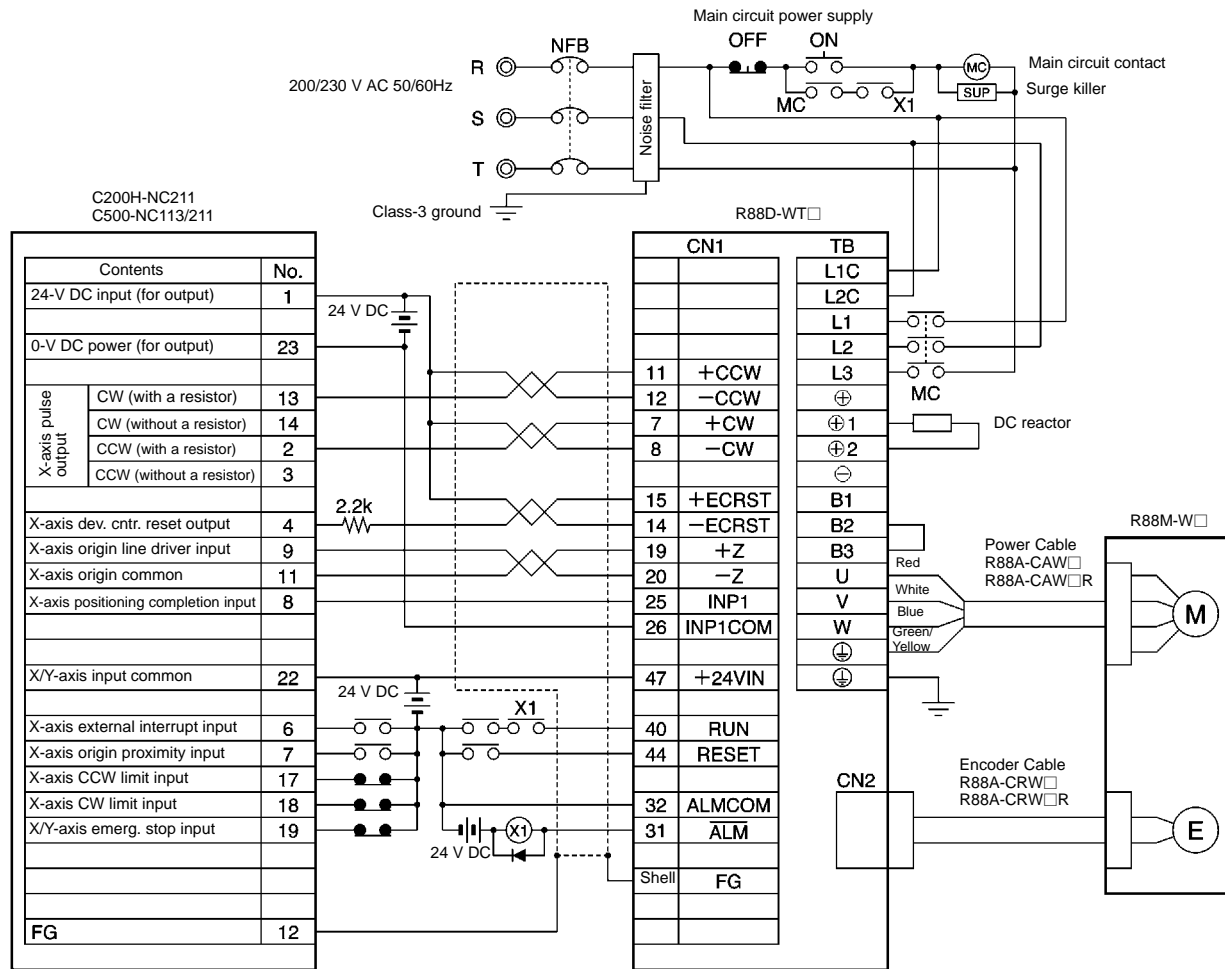 Main circuit power supply
OFF ON
NFB
R
200/230 V AC 50/60Hz
MC
Main circuit contact
SUP
Surge killer
MC X1
Noise filter
S
T
Class-3 ground
C200H-NC211
C500-NC113/211
R88D-WT□
Contents No.
24-V DC input (for output) 1
0-V DC power (for output) 23
X-axis pulse output
CW (with a resistor) 13
CW (without a resistor) 14
CCW (with a resistor) 2
CCW (without a resistor) 3
X-axis dev. cntr. reset output 4
X-axis origin line driver input 9
X-axis origin common 11
X-axis positioning completion input 8
X/Y-axis input common 22
X-axis external interrupt input 6
X-axis origin proximity input 7
X-axis CCW limit input 17
X-axis CW limit input 18
X/Y-axis emerg. stop input 19
FG 12
24 V DC
2.2k
24 V DC
X1
X1
24 V DC
CN1
11 +CCW
12 −CCW
7 +CW
8 −CW
15 +ECRST
14 −ECRST
19 +Z
20 −Z
25 INP1
26 INP1COM
47 +24VIN
40 RUN
44 RESET
32 ALMCOM
31 ALM
Shell FG
TB
L1C
L2C
L1
L2
L3
⊕
⊕1
⊕2
⊖
B1
B2
B3
U
V
W
MC
DC reactor
Red
White
Blue
Green/
Yellow
Power Cable
R88A-CAW□
R88A-CAW□R
R88M-W□
M
CN2
Encoder Cable
R88A-CRW□
R88A-CRW□R
E